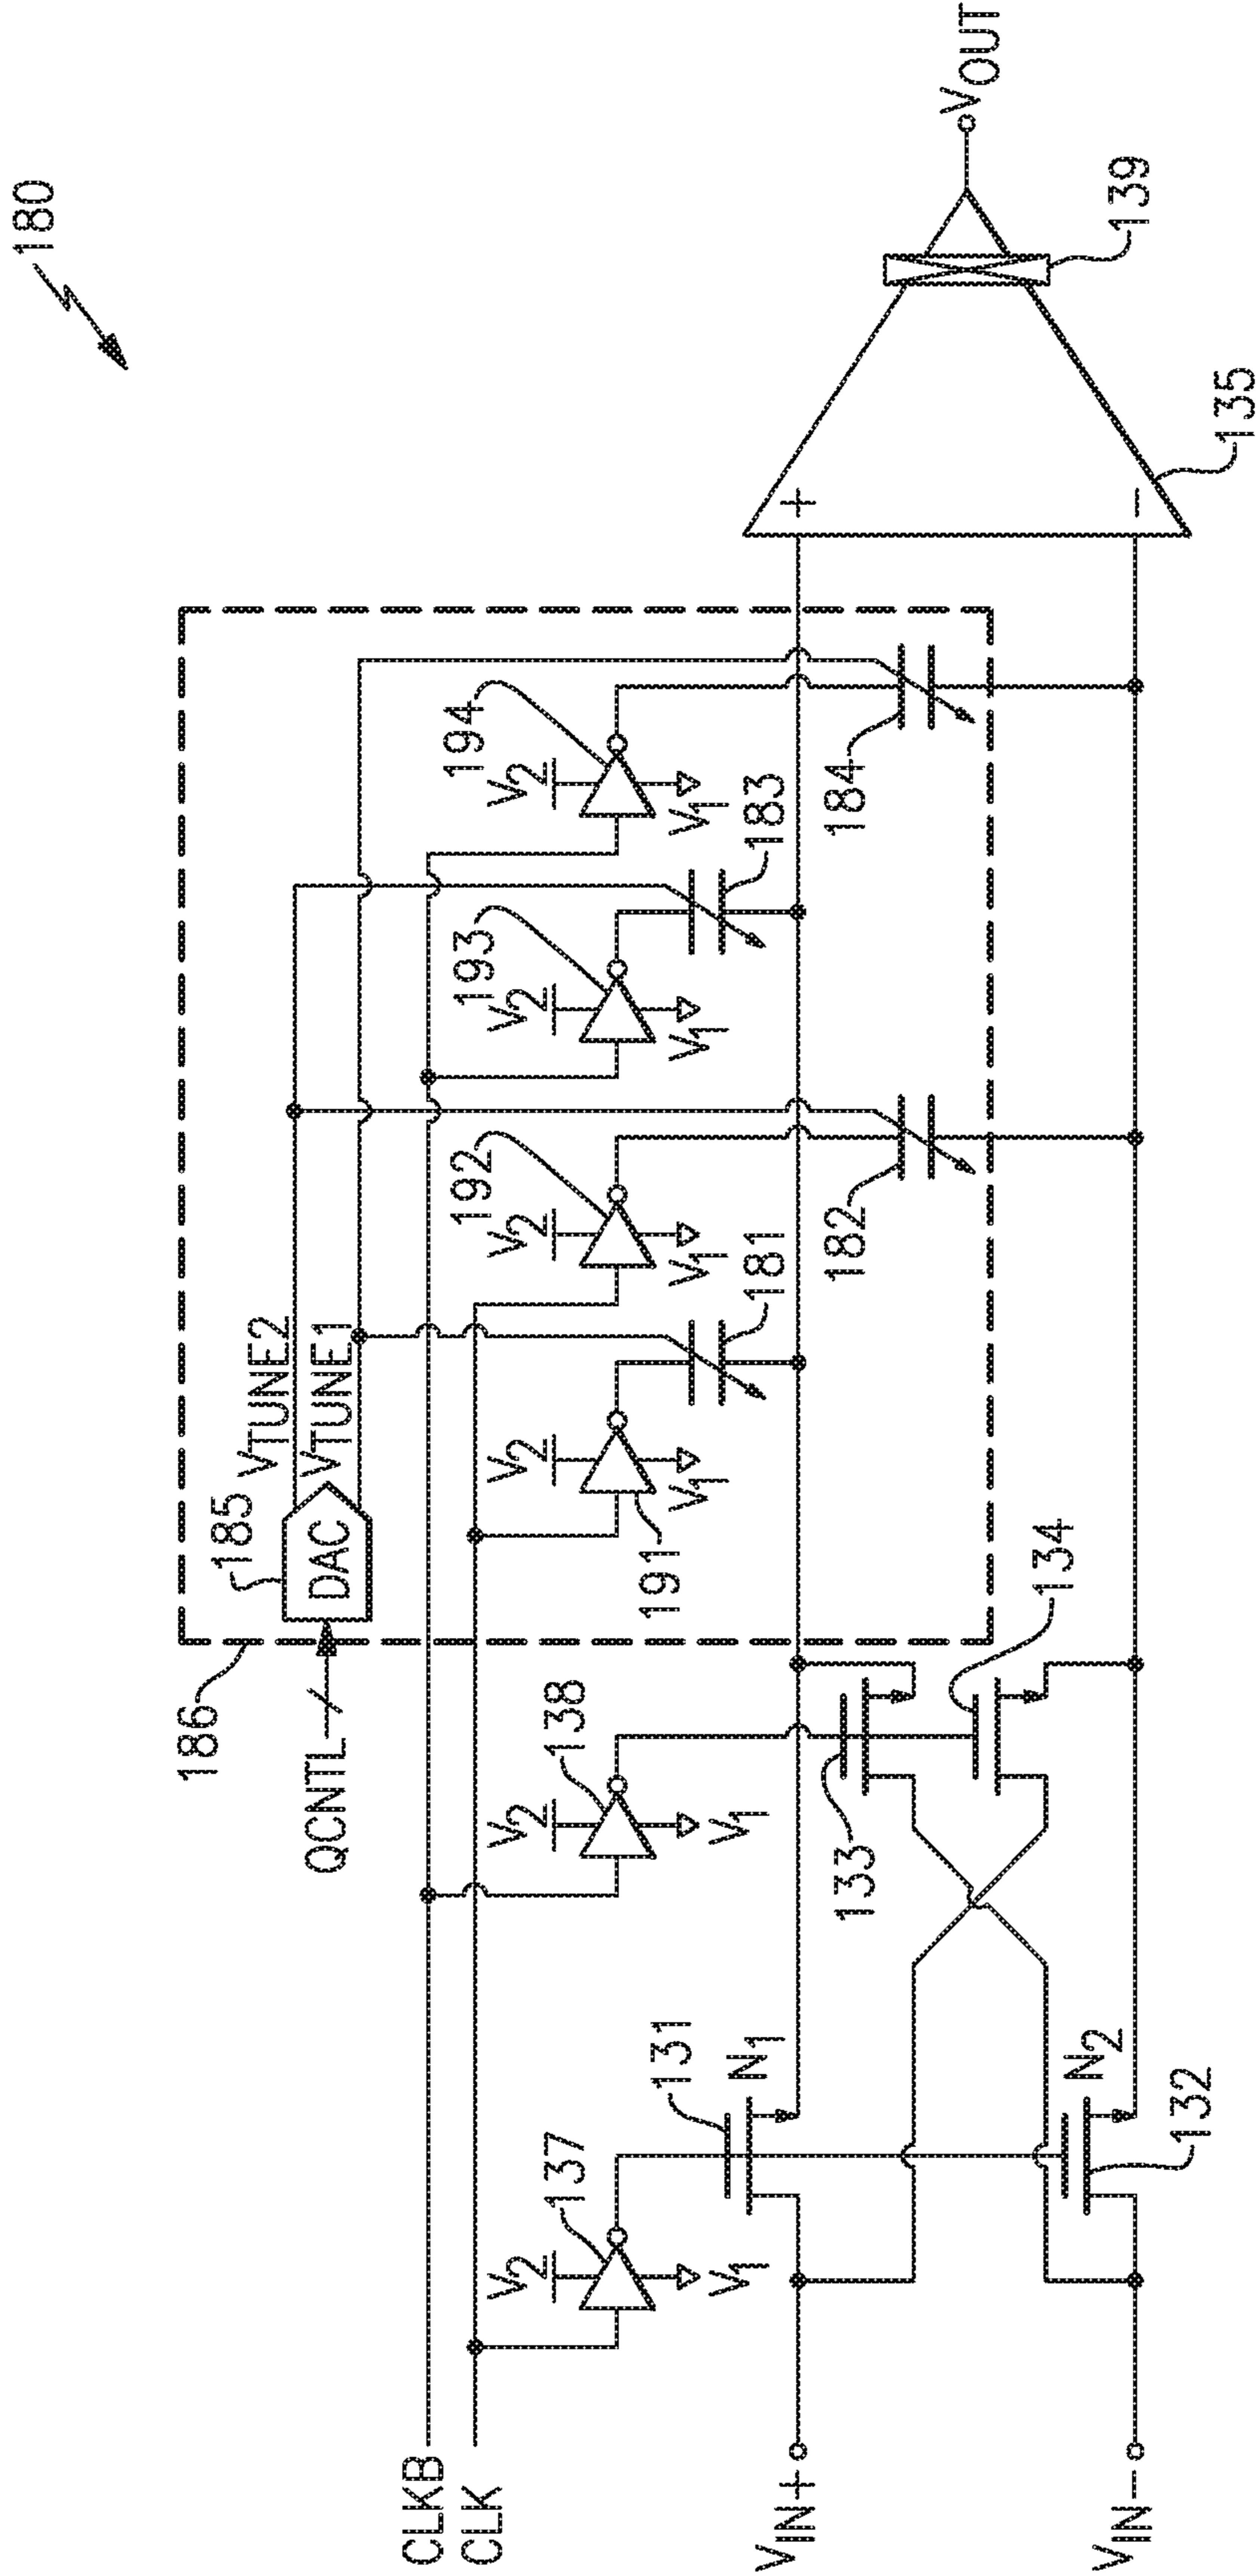 180
186
185
QCNTL
DAC
VTUNE2
VTUNE1
CLKB
CLK
V2
137
V1
V2
138
V1
V2
191
V1
V2
192
V1
V2
193
V1
V2
194
V1
181
183
131
N1
133
134
182
184
VIN+
VIN−
N2
132
+
−
135
139
VOUT